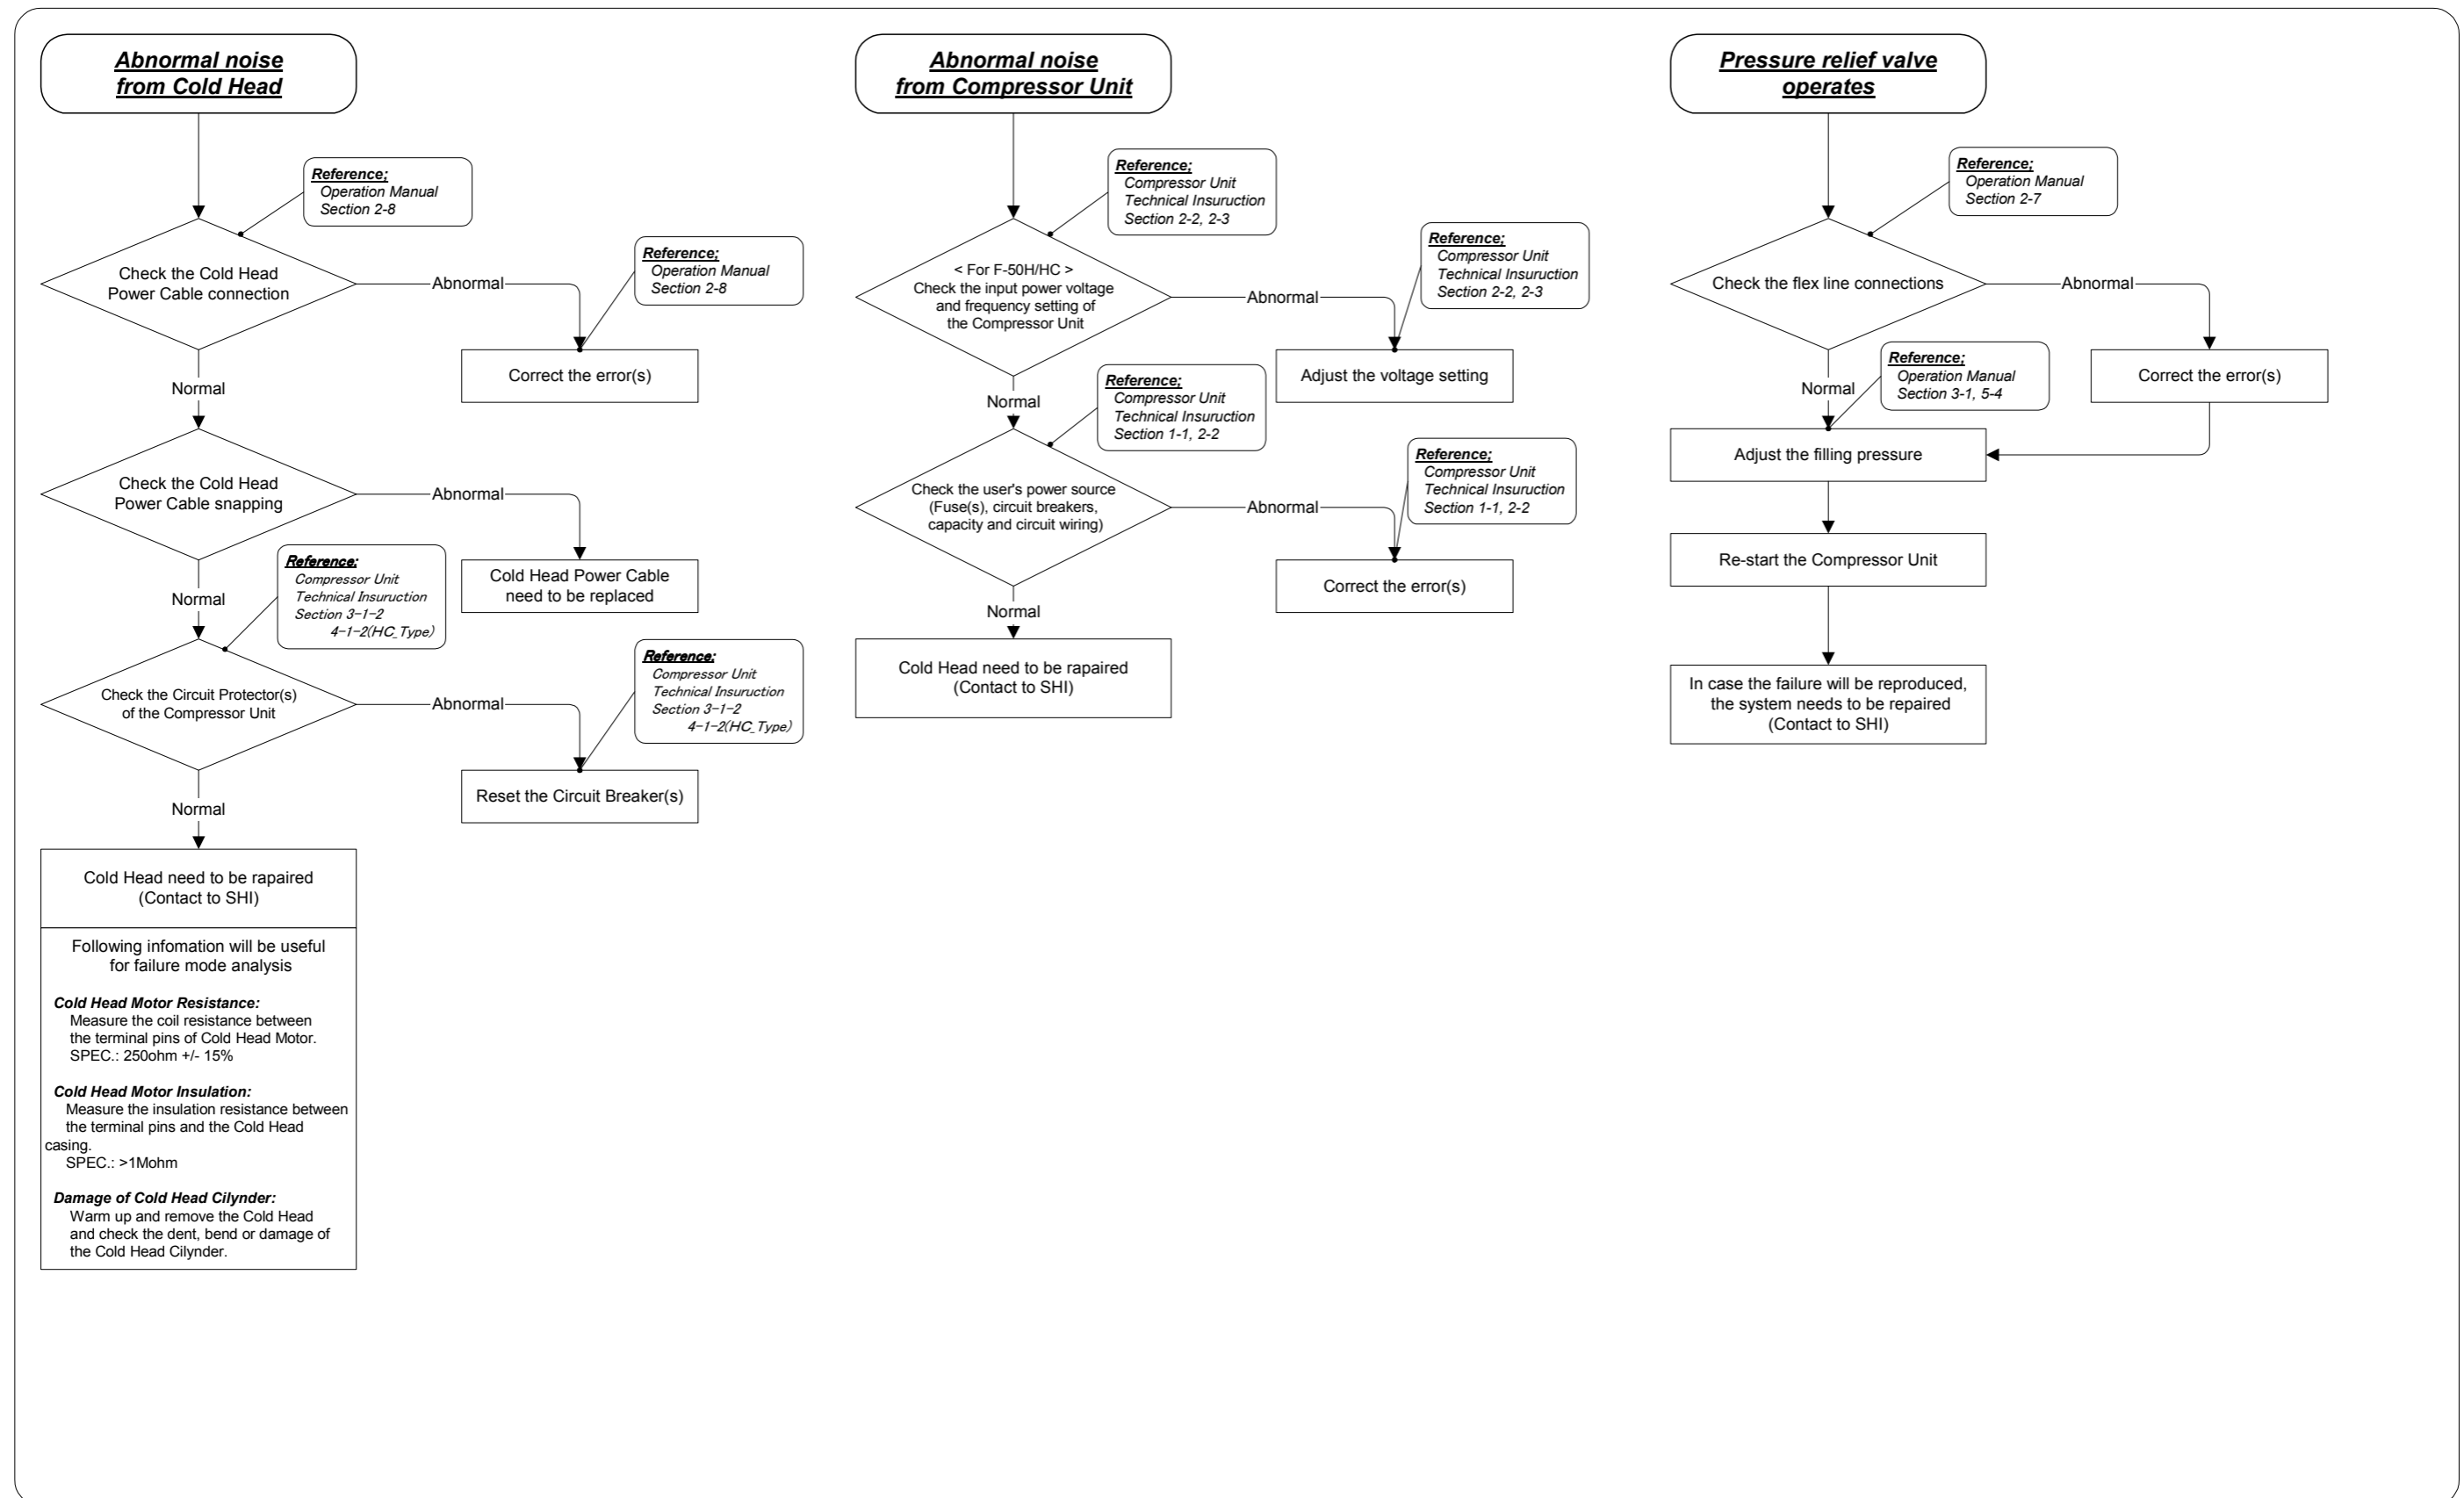 Abnormal noise
from Cold Head
Reference;
Operation Manual
Section 2-8
Check the Cold Head
Power Cable connection
Abnormal
Reference;
Operation Manual
Section 2-8
Correct the error(s)
Normal
Check the Cold Head
Power Cable snapping
Abnormal
Cold Head Power Cable
need to be replaced
Normal
Reference;
Compressor Unit
Technical Insuruction
Section 3-1-2
4-1-2(HC_Type)
Check the Circuit Protector(s)
of the Compressor Unit
Abnormal
Reference;
Compressor Unit
Technical Insuruction
Section 3-1-2
4-1-2(HC_Type)
Reset the Circuit Breaker(s)
Normal
Cold Head need to be rapaired
(Contact to SHI)
Following infomation will be useful
for failure mode analysis
Cold Head Motor Resistance:
Measure the coil resistance between
the terminal pins of Cold Head Motor.
SPEC.: 250ohm +/- 15%
Cold Head Motor Insulation:
Measure the insulation resistance between
the terminal pins and the Cold Head
casing.
SPEC.: >1Mohm
Damage of Cold Head Cilynder:
Warm up and remove the Cold Head
and check the dent, bend or damage of
the Cold Head Cilynder.
Abnormal noise
from Compressor Unit
Reference;
Compressor Unit
Technical Insuruction
Section 2-2, 2-3
< For F-50H/HC >
Check the input power voltage
and frequency setting of
the Compressor Unit
Abnormal
Reference;
Compressor Unit
Technical Insuruction
Section 2-2, 2-3
Adjust the voltage setting
Normal
Reference;
Compressor Unit
Technical Insuruction
Section 1-1, 2-2
Check the user's power source
(Fuse(s), circuit breakers,
capacity and circuit wiring)
Abnormal
Reference;
Compressor Unit
Technical Insuruction
Section 1-1, 2-2
Correct the error(s)
Normal
Cold Head need to be rapaired
(Contact to SHI)
Pressure relief valve
operates
Reference;
Operation Manual
Section 2-7
Check the flex line connections
Abnormal
Correct the error(s)
Normal
Reference;
Operation Manual
Section 3-1, 5-4
Adjust the filling pressure
Re-start the Compressor Unit
In case the failure will be reproduced,
the system needs to be repaired
(Contact to SHI)